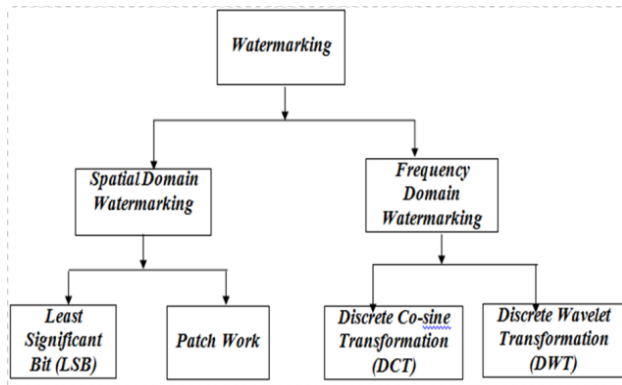 Watermarking
Spatial Domain
Watermarking
Frequency
Domain
Watermarking
Least
Significant
Bit (LSB)
Patch Work
Discrete Co-sine
Transformation
(DCT)
Discrete Wavelet
Transformation
(DWT)